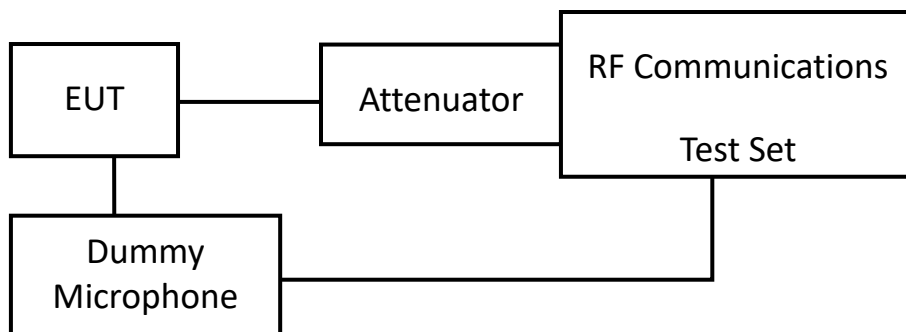 EUT
Attenuator
RF Communications
Test Set
Dummy
Microphone